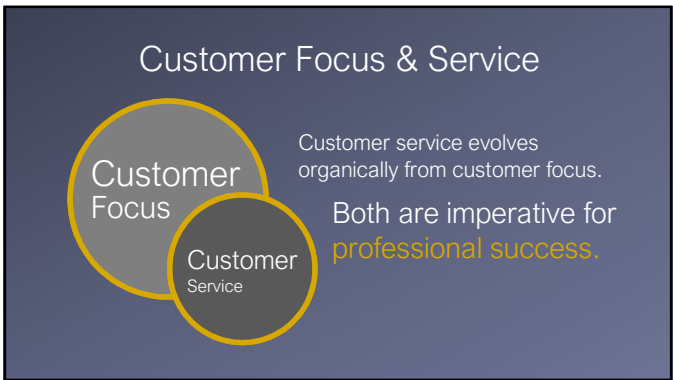 Customer Focus & Service
Customer
Focus
Customer
Service
Customer service evolves
organically from customer focus.
Both are imperative for
professional success.